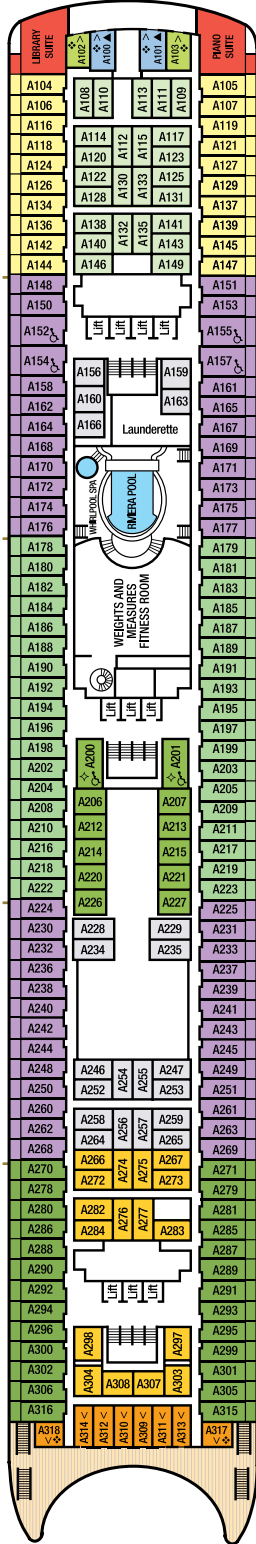 LIBRARY
SUITE
A102 >
A100
A101
A103 >
PIANO
SUITE
A104 A108 A110 A113 A111 A109 A105
A106 A107
A116 A114 A112 A115 A117 A119
A118 A120 A123 A121
A124 A122 A130 A133 A125 A127
A126 A128 A131 A129
A134 A137
A136 A138 A132 A135 A141 A139
A142 A140 A143 A145
A144 A146 A149 A147
A148 A151
A150 A153
A152 Lift Lift Lift Lift A155
A154 A156 A159 A157
A158 A161
A162 A160 A163 A165
A164 A166 Launderette A167
A168 A169
A170 A171
A172 WHIRLPOOL SPA RIVIERA POOL A173
A174 A175
A176 A177
A178 A179
A180 A181
A182 A183
A184 WEIGHTS AND
MEASURES
FITNESS ROOM A185
A186 A187
A188 A189
A190 A191
A192 A193
A194 Lift Lift Lift A195
A196 A197
A198 A200 A201 A199
A202 A203
A204 A206 A207 A205
A208 A209
A210 A212 A213 A211
A216 A214 A215 A217
A218 A220 A221 A219
A222 A223
A224 A226 A227 A225
A230 A228 A229 A231
A232 A234 A235 A233
A236 A237
A238 A239
A240 A241
A242 A243
A244 A245
A248 A246 A254 A255 A247 A249
A250 A252 A253 A251
A260 A258 A256 A257 A259 A261
A262 A264 A265 A263
A268 A266 A274 A275 A267 A269
A270 A272 A273 A271
A278 A279
A280 A282 A276 A277 A281
A286 A284 A283 A285
A288 A287
A290 A289
A292 Lift Lift Lift A291
A294 A293
A296 A298 A297 A295
A300 A299
A302 A304 A308 A307 A303 A301
A306 A305
A316 A315
A318 > A314 > A312 > A310 > A309 > A311 > A313 > A317 >